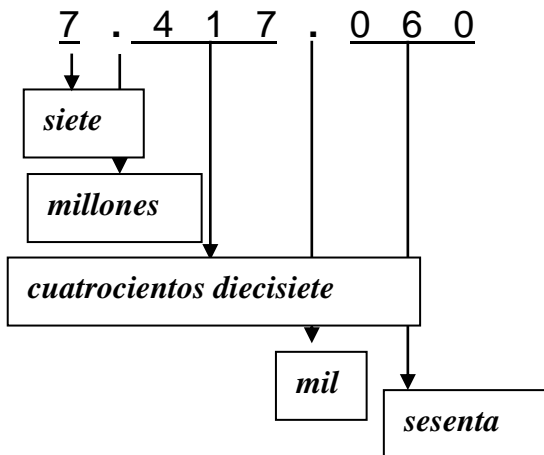 7 . 4 1 7 . 0 6 0
siete
millones
cuatrocientos diecisiete
mil
sesenta